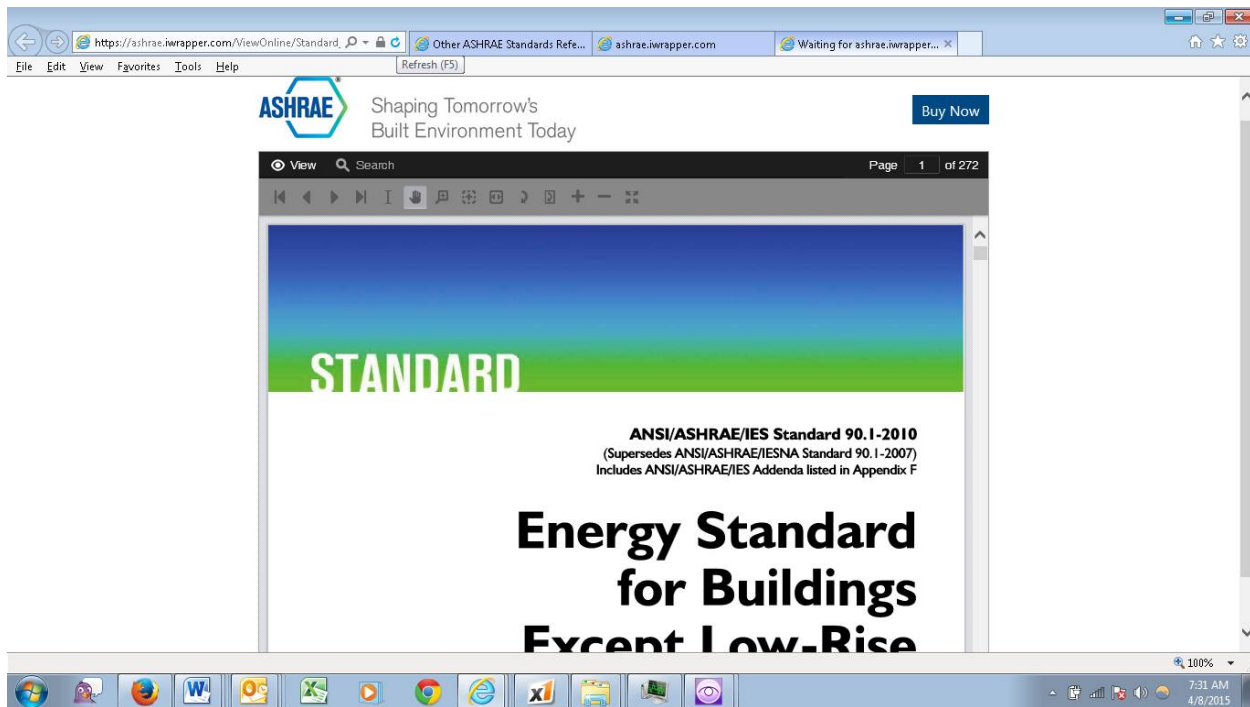 https://ashrae.iwrapper.com/ViewOnline/Standard_
Other ASHRAE Standards Refe...
ashrae.iwrapper.com
Waiting for ashrae.iwrapper...
File Edit View Favorites Tools Help
Refresh (F5)
ASHRAE
Shaping Tomorrow's
Built Environment Today
Buy Now
View Search Page 1 of 272
STANDARD
ANSI/ASHRAE/IES Standard 90.1-2010
(Supersedes ANSI/ASHRAE/IESNA Standard 90.1-2007)
Includes ANSI/ASHRAE/IES Addenda listed in Appendix F
Energy Standard
for Buildings
Except Low-Rise
100%
7:31 AM
4/8/2015